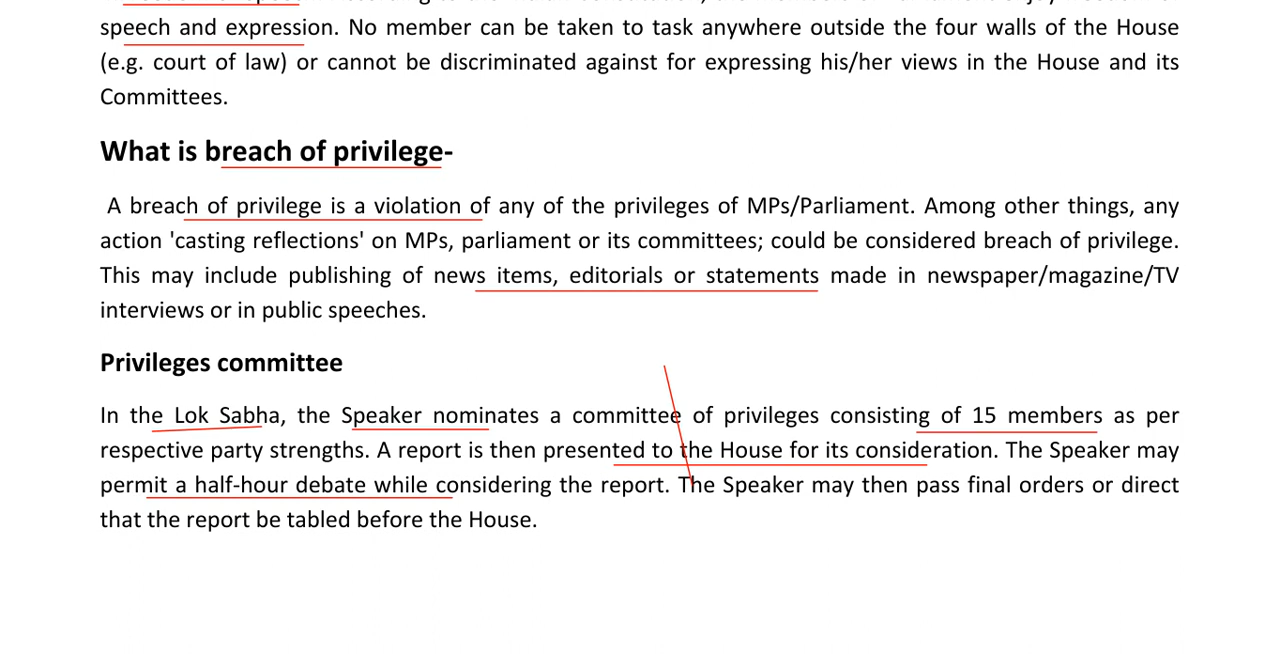 speech and expression. No member can be taken to task anywhere outside the four walls of the House
(e.g. court of law) or cannot be discriminated against for expressing his/her views in the House and its
Committees.
What is breach of privilege-
A breach of privilege is a violation of any of the privileges of MPs/Parliament. Among other things, any
action 'casting reflections' on MPs, parliament or its committees; could be considered breach of privilege.
This may include publishing of news items, editorials or statements made in newspaper/magazine/TV
interviews or in public speeches.
Privileges committee
In the Lok Sabha, the Speaker nominates a committee of privileges consisting of 15 members as per
respective party strengths. A report is then presented to the House for its consideration. The Speaker may
permit a half-hour debate while considering the report. The Speaker may then pass final orders or direct
that the report be tabled before the House.